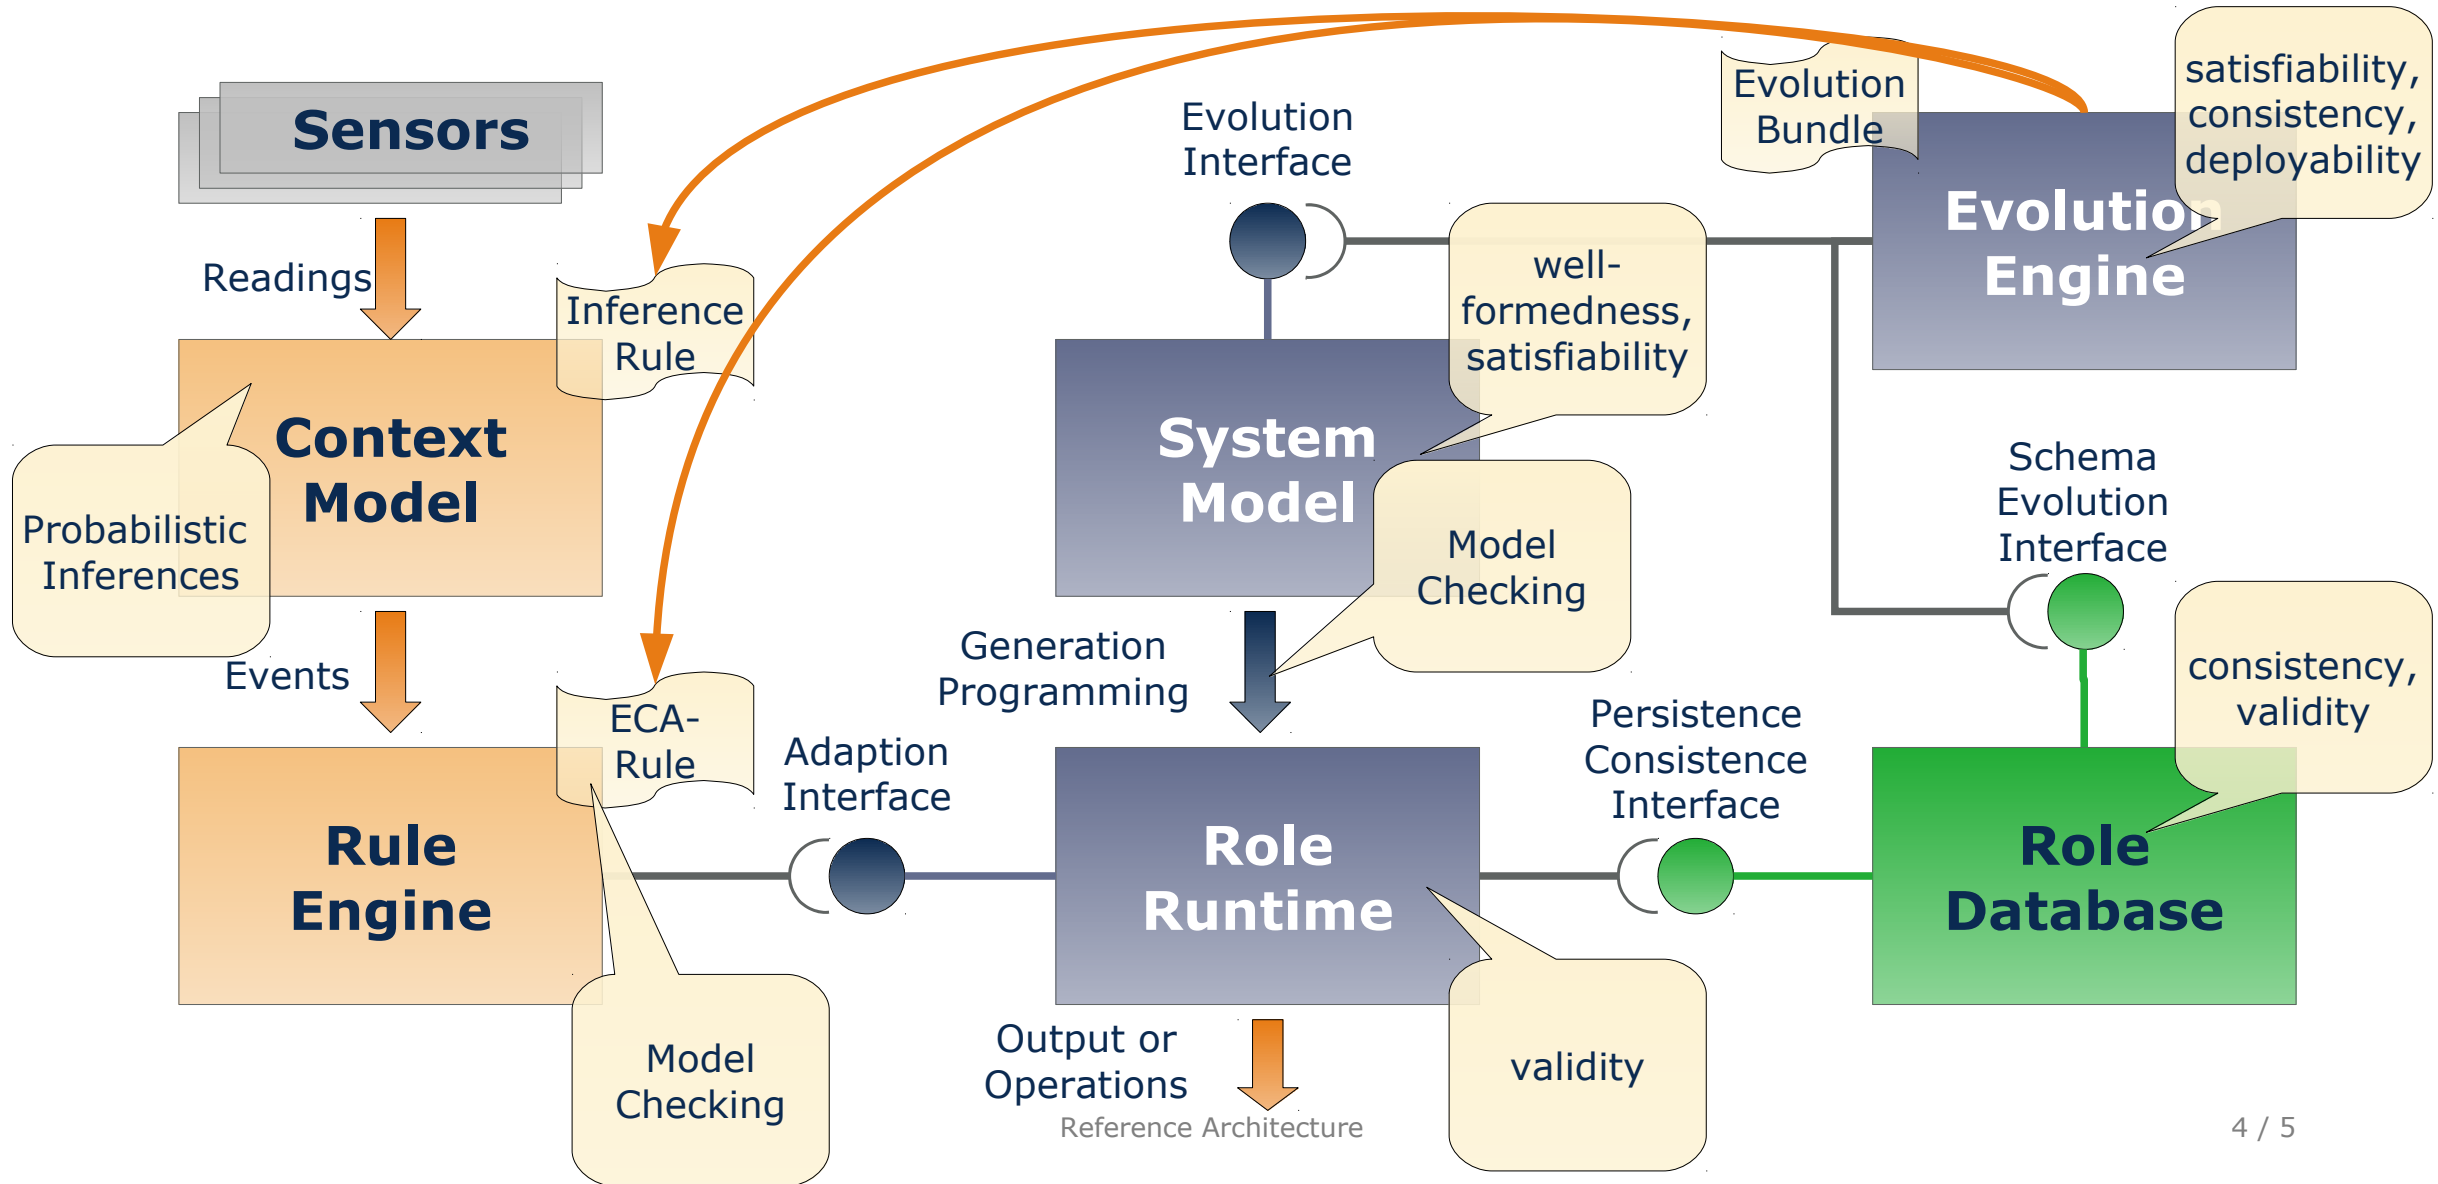 Sensors
Evolution
Interface
Evolution
Bundle
satisfiability,
consistency,
deployability
Evolution
Engine
Readings
Inference
Rule
well-
formedness,
satisfiability
Context
Model
Probabilistic
Inferences
System
Model
Model
Checking
Schema
Evolution
Interface
Events
Generation
Programming
consistency,
validity
ECA-
Rule
Adaption
Interface
Persistence
Consistence
Interface
Rule
Engine
Role
Runtime
Role
Database
Model
Checking
Output or
Operations
validity
Reference Architecture
4 / 5